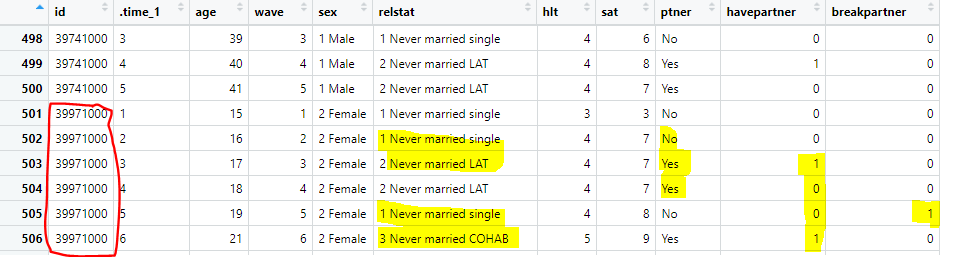 id .time_1 age wave sex relstat hlt sat ptner havepartner breakpartner
498 39741000 3 39 3 1 Male 1 Never married single 4 6 No 0 0
499 39741000 4 40 4 1 Male 2 Never married LAT 4 8 Yes 1 0
500 39741000 5 41 5 1 Male 2 Never married LAT 4 7 Yes 0 0
501 39971000 1 15 1 2 Female 1 Never married single 3 3 No 0 0
502 39971000 2 16 2 2 Female 1 Never married single 4 7 No 0 0
503 39971000 3 17 3 2 Female 2 Never married LAT 4 7 Yes 1 0
504 39971000 4 18 4 2 Female 2 Never married LAT 4 7 Yes 0 0
505 39971000 5 19 5 2 Female 1 Never married single 4 8 No 0 1
506 39971000 6 21 6 2 Female 3 Never married COHAB 5 9 Yes 1 0